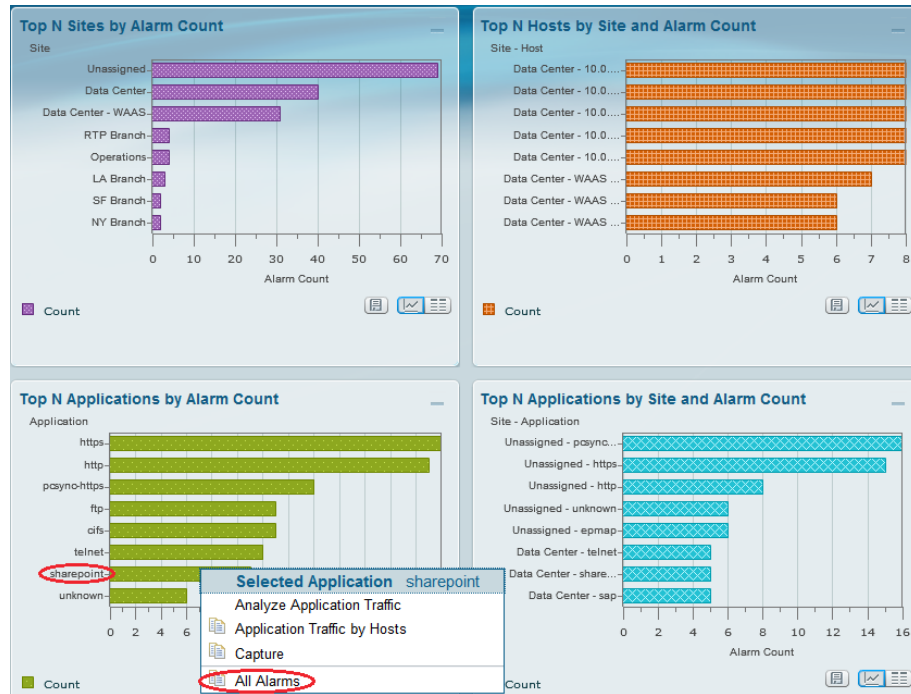 Top N Sites by Alarm Count
Site
Unassigned
Data Center
Data Center - WAAS
RTP Branch
Operations
LA Branch
SF Branch
NY Branch
0 10 20 30 40 50 60 70
Alarm Count
Count
Top N Hosts by Site and Alarm Count
Site - Host
Data Center - 10.0....
Data Center - 10.0....
Data Center - 10.0....
Data Center - 10.0....
Data Center - 10.0....
Data Center - WAAS ...
Data Center - WAAS ...
Data Center - WAAS ...
0 1 2 3 4 5 6 7 8
Alarm Count
Count
Top N Applications by Alarm Count
Application
https
http
pcsync-https
ftp
cifs
telnet
sharepoint
unknown
0 2 4 6
Count
Selected Application sharepoint
Analyze Application Traffic
Application Traffic by Hosts
Capture
All Alarms
Top N Applications by Site and Alarm Count
Site - Application
Unassigned - pcsync...
Unassigned - https
Unassigned - http
Unassigned - unknown
Unassigned - epmap
Data Center - telnet
Data Center - share...
Data Center - sap
0 2 4 6 8 10 12 14 16
Alarm Count
Count